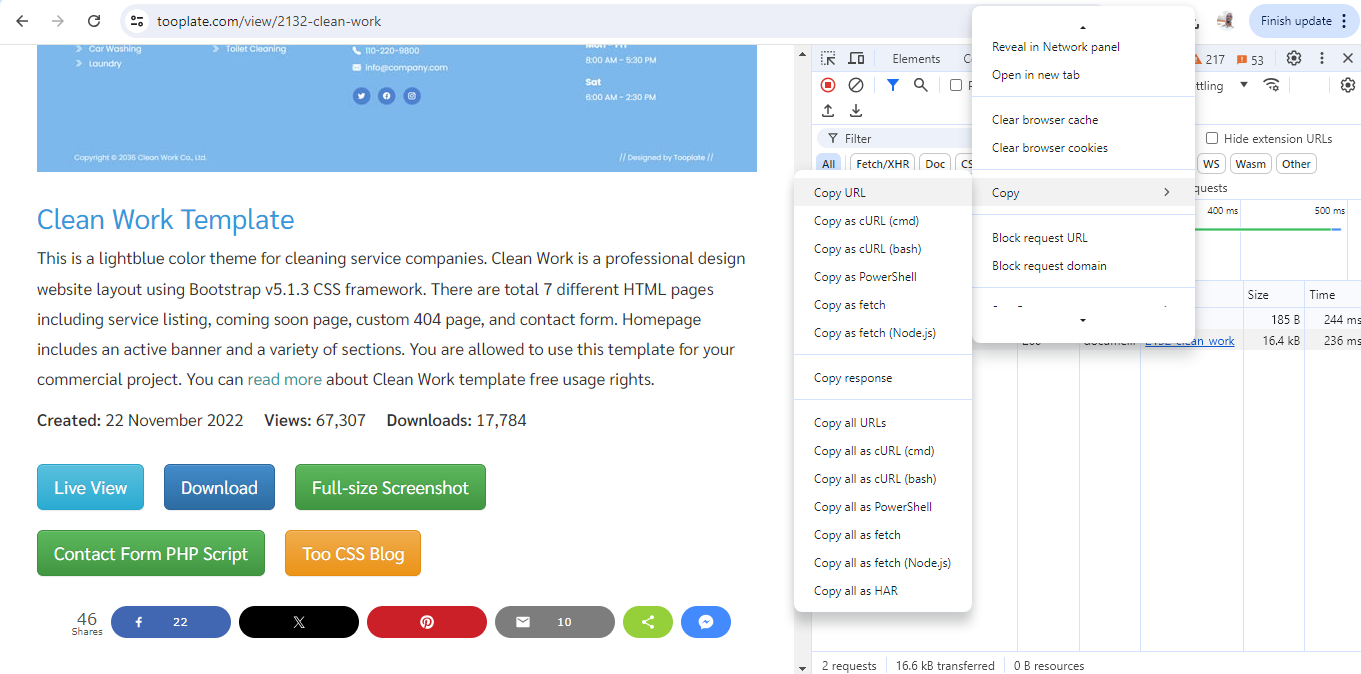 tooplate.com/view/2132-clean-work
Finish update
Car Washing
Toilet Cleaning
Laundry
110-220-9800
info@company.com
Mon - Fri
8:00 AM - 5:30 PM
Sat
6:00 AM - 2:30 PM
Copyright © 2036 Clean Work Co., Ltd.
// Designed by Tooplate //
Clean Work Template
This is a lightblue color theme for cleaning service companies. Clean Work is a professional design
website layout using Bootstrap v5.1.3 CSS framework. There are total 7 different HTML pages
including service listing, coming soon page, custom 404 page, and contact form. Homepage
includes an active banner and a variety of sections. You are allowed to use this template for your
commercial project. You can read more about Clean Work template free usage rights.
Created: 22 November 2022 Views: 67,307 Downloads: 17,784
Live View
Download
Full-size Screenshot
Contact Form PHP Script
Too CSS Blog
46
Shares
22
10
Elements
217
53
ttling
Filter
Hide extension URLs
All
Fetch/XHR
Doc
CS
WS
Wasm
Other
quests
400 ms
500 ms
Size
Time
185 B
244 ms
2132-clean-work
16.4 kB
236 ms
2 requests
16.6 kB transferred
0 B resources
Reveal in Network panel
Open in new tab
Clear browser cache
Clear browser cookies
Copy
Block request URL
Block request domain
Copy URL
Copy as cURL (cmd)
Copy as cURL (bash)
Copy as PowerShell
Copy as fetch
Copy as fetch (Node.js)
Copy response
Copy all URLs
Copy all as cURL (cmd)
Copy all as cURL (bash)
Copy all as PowerShell
Copy all as fetch
Copy all as fetch (Node.js)
Copy all as HAR